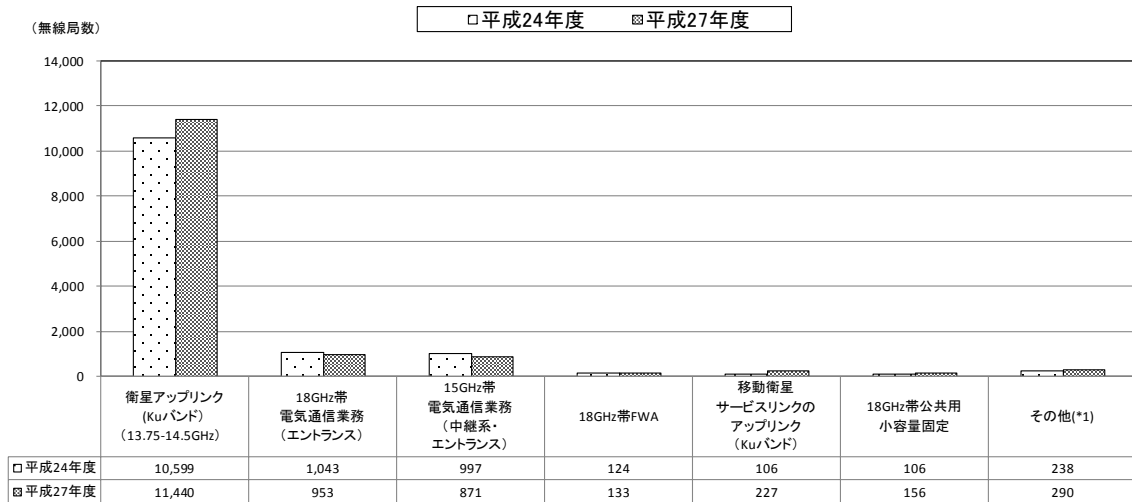 □平成24年度 ▩平成27年度
（無線局数）
14,000
12,000
10,000
8,000
6,000
4,000
2,000
0
衛星アップリンク
(Kuバンド)
（13.75-14.5GHz）
18GHz帯
電気通信業務
（エントランス）
15GHz帯
電気通信業務
（中継系・
エントランス）
18GHz帯FWA
移動衛星
サービスリンクの
アップリンク
（Kuバンド）
18GHz帯公共用
小容量固定
その他(*1)
平成24年度 10,599 1,043 997 124 106 106 238
平成27年度 11,440 953 871 133 227 156 290